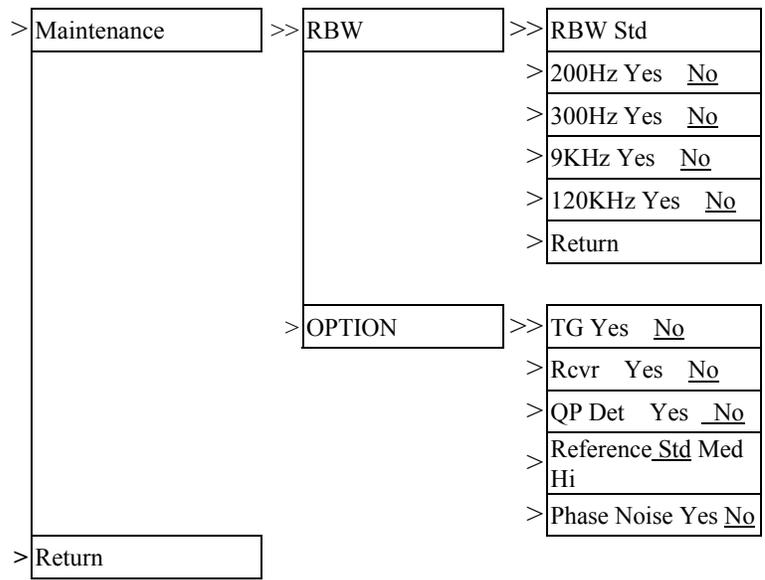 > Maintenance >> RBW >> RBW Std
> 200Hz Yes No
> 300Hz Yes No
> 9KHz Yes No
> 120KHz Yes No
> Return
> OPTION >> TG Yes No
> Rcvr Yes No
> QP Det Yes No
> Reference Std Med
Hi
> Phase Noise Yes No
> Return